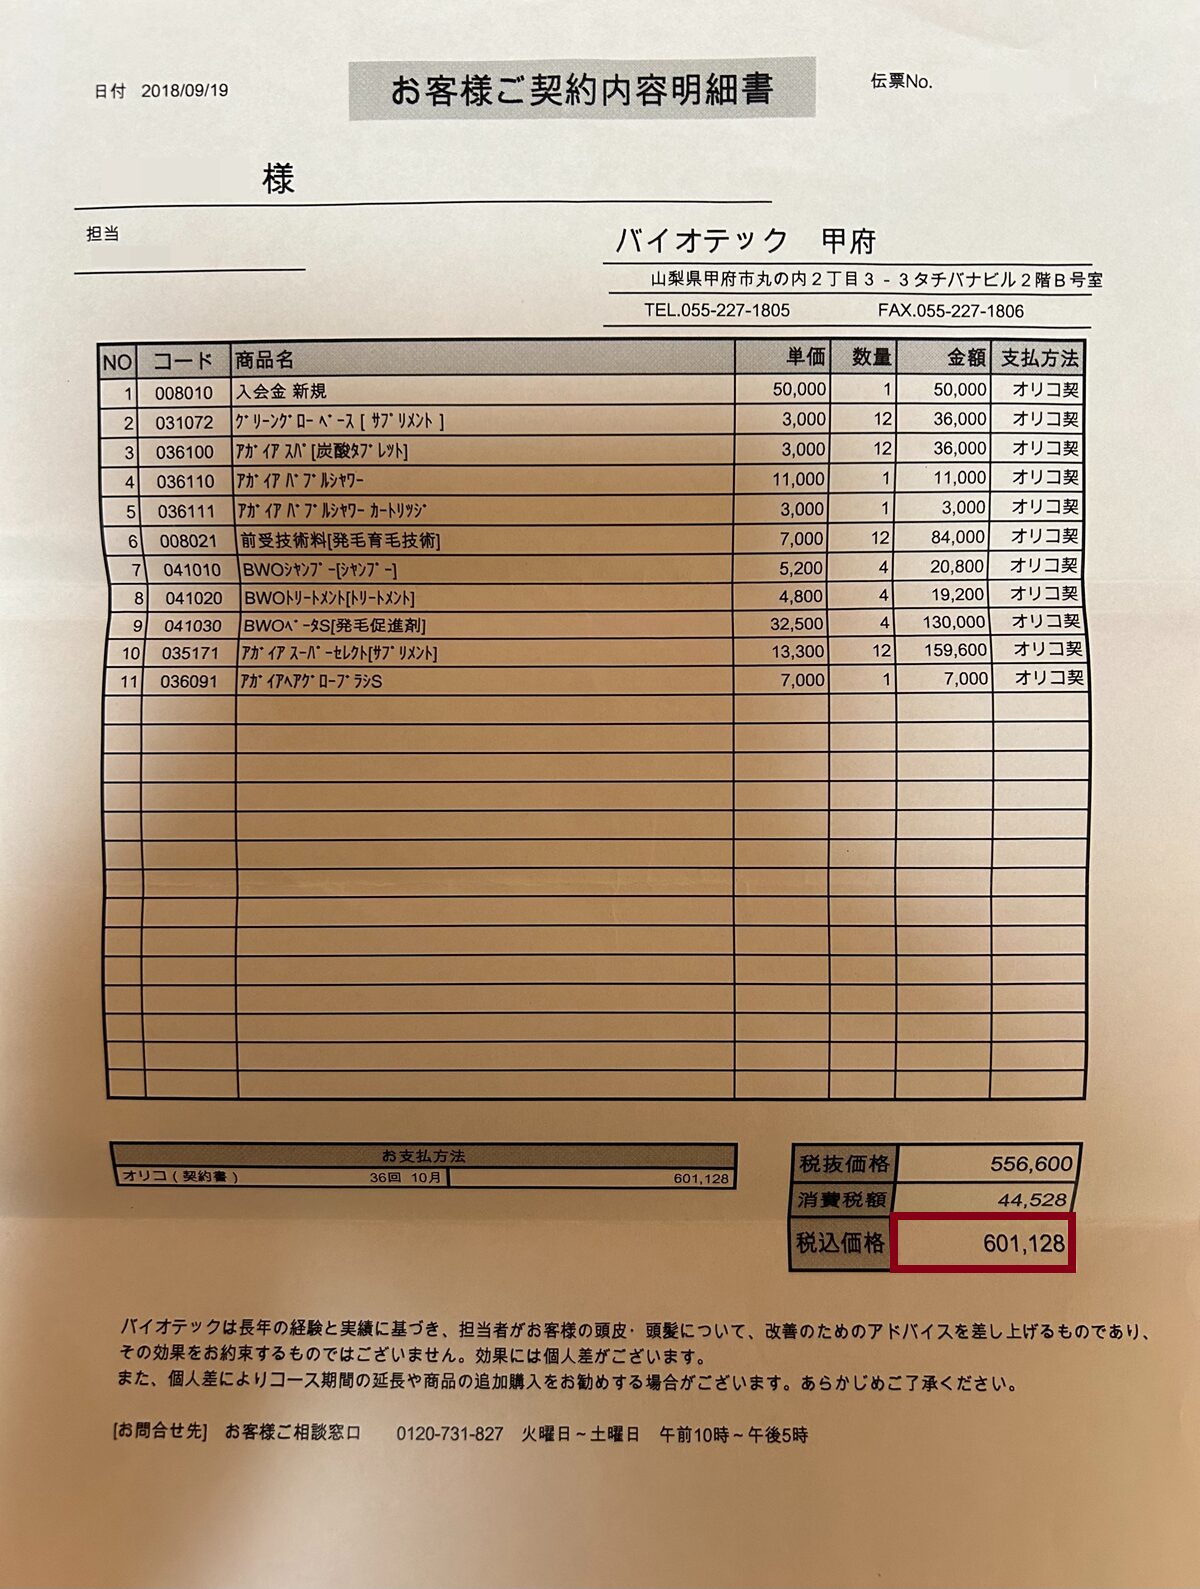 日付 2018/09/19
お客様ご契約内容明細書
伝票No.
様
担当
バイオテック 甲府
山梨県甲府市丸の内2丁目3-3タチバナビル2階B号室
TEL.055-227-1805 FAX.055-227-1806
NO コード 商品名 単価 数量 金額 支払方法
1 008010 入会金 新規 50,000 1 50,000 オリコ契
2 031072 ｸﾞﾘｰﾝｸﾞﾛｰ ﾍﾞｰｽ [ ｻﾌﾟﾘﾒﾝﾄ ] 3,000 12 36,000 オリコ契
3 036100 ｱｶﾞｲｱ ｽﾊﾟ[炭酸ﾀﾌﾞﾚｯﾄ] 3,000 12 36,000 オリコ契
4 036110 ｱｶﾞｲｱ ﾊﾞﾌﾞﾙｼｬﾜｰ 11,000 1 11,000 オリコ契
5 036111 ｱｶﾞｲｱ ﾊﾞﾌﾞﾙｼｬﾜｰ ｶｰﾄﾘｯｼﾞ 3,000 1 3,000 オリコ契
6 008021 前受技術料[発毛育毛技術] 7,000 12 84,000 オリコ契
7 041010 BWOｼｬﾝﾌﾟｰ[ｼｬﾝﾌﾟｰ] 5,200 4 20,800 オリコ契
8 041020 BWOﾄﾘｰﾄﾒﾝﾄ[ﾄﾘｰﾄﾒﾝﾄ] 4,800 4 19,200 オリコ契
9 041030 BWOﾍﾞｰﾀS[発毛促進剤] 32,500 4 130,000 オリコ契
10 035171 ｱｶﾞｲｱ ｽｰﾊﾟｰｾﾚｸﾄ[ｻﾌﾟﾘﾒﾝﾄ] 13,300 12 159,600 オリコ契
11 036091 ｱｶﾞｲｱﾍｱｸﾞﾛｰﾌﾞﾗｼS 7,000 1 7,000 オリコ契
お支払方法
オリコ(契約書) 36回 10月 601,128
税抜価格 556,600
消費税額 44,528
税込価格 601,128
バイオテックは長年の経験と実績に基づき、担当者がお客様の頭皮・頭髪について、改善のためのアドバイスを差し上げるものであり、
その効果をお約束するものではございません。効果には個人差がございます。
また、個人差によりコース期間の延長や商品の追加購入をお勧めする場合がございます。あらかじめご了承ください。
[お問合せ先] お客様ご相談窓口 0120-731-827 火曜日～土曜日 午前10時～午後5時